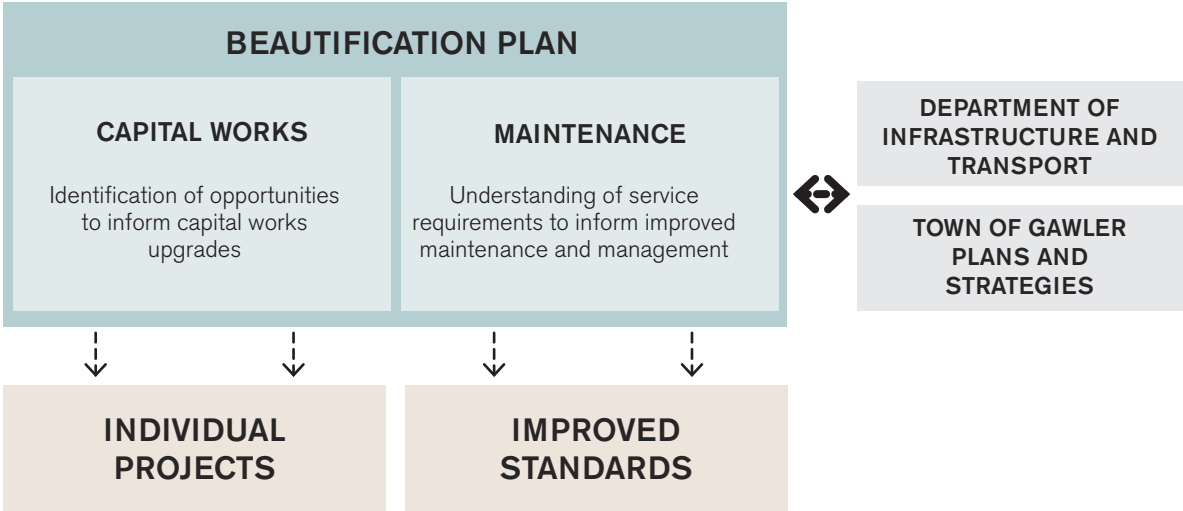 BEAUTIFICATION PLAN
CAPITAL WORKS
Identification of opportunities
to inform capital works
upgrades
MAINTENANCE
Understanding of service
requirements to inform improved
maintenance and management
DEPARTMENT OF
INFRASTRUCTURE AND
TRANSPORT
TOWN OF GAWLER
PLANS AND
STRATEGIES
INDIVIDUAL
PROJECTS
IMPROVED
STANDARDS